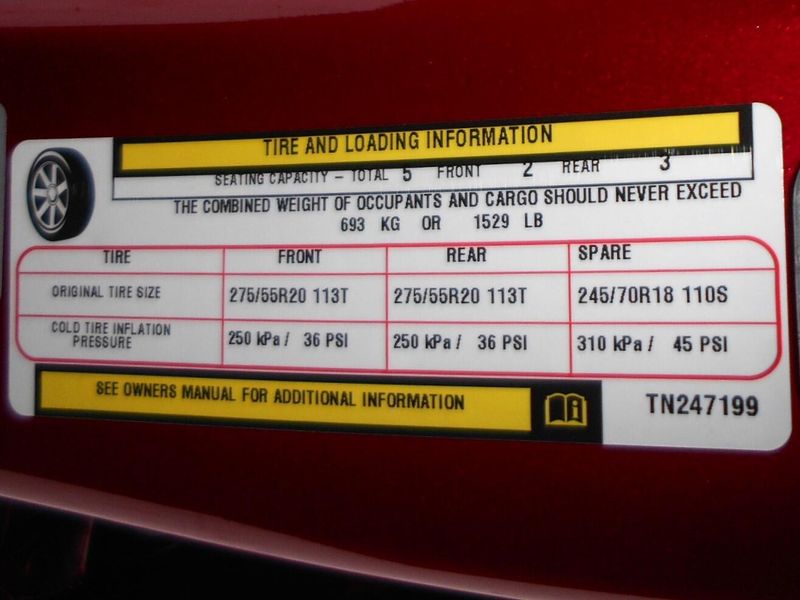 TIRE AND LOADING INFORMATION
SEATING CAPACITY – TOTAL 5 FRONT 2 REAR 3
THE COMBINED WEIGHT OF OCCUPANTS AND CARGO SHOULD NEVER EXCEED
693 KG OR 1529 LB
TIRE FRONT REAR SPARE
ORIGINAL TIRE SIZE 275/55R20 113T 275/55R20 113T 245/70R18 110S
COLD TIRE INFLATION
PRESSURE 250 kPa / 36 PSI 250 kPa / 36 PSI 310 kPa / 45 PSI
SEE OWNERS MANUAL FOR ADDITIONAL INFORMATION
TN247199